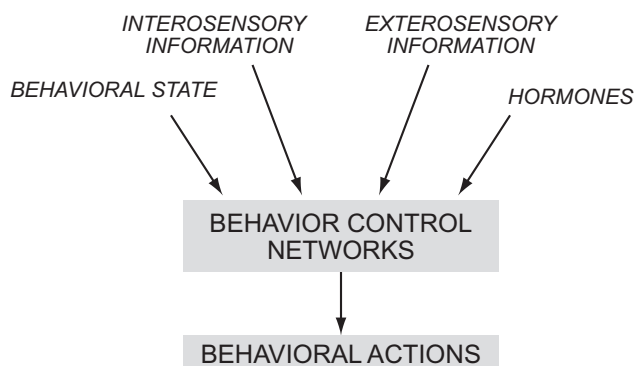 INTEROSENSORY
INFORMATION
EXTEROSENSORY
INFORMATION
BEHAVIORAL STATE
HORMONES
BEHAVIOR CONTROL
NETWORKS
BEHAVIORAL ACTIONS